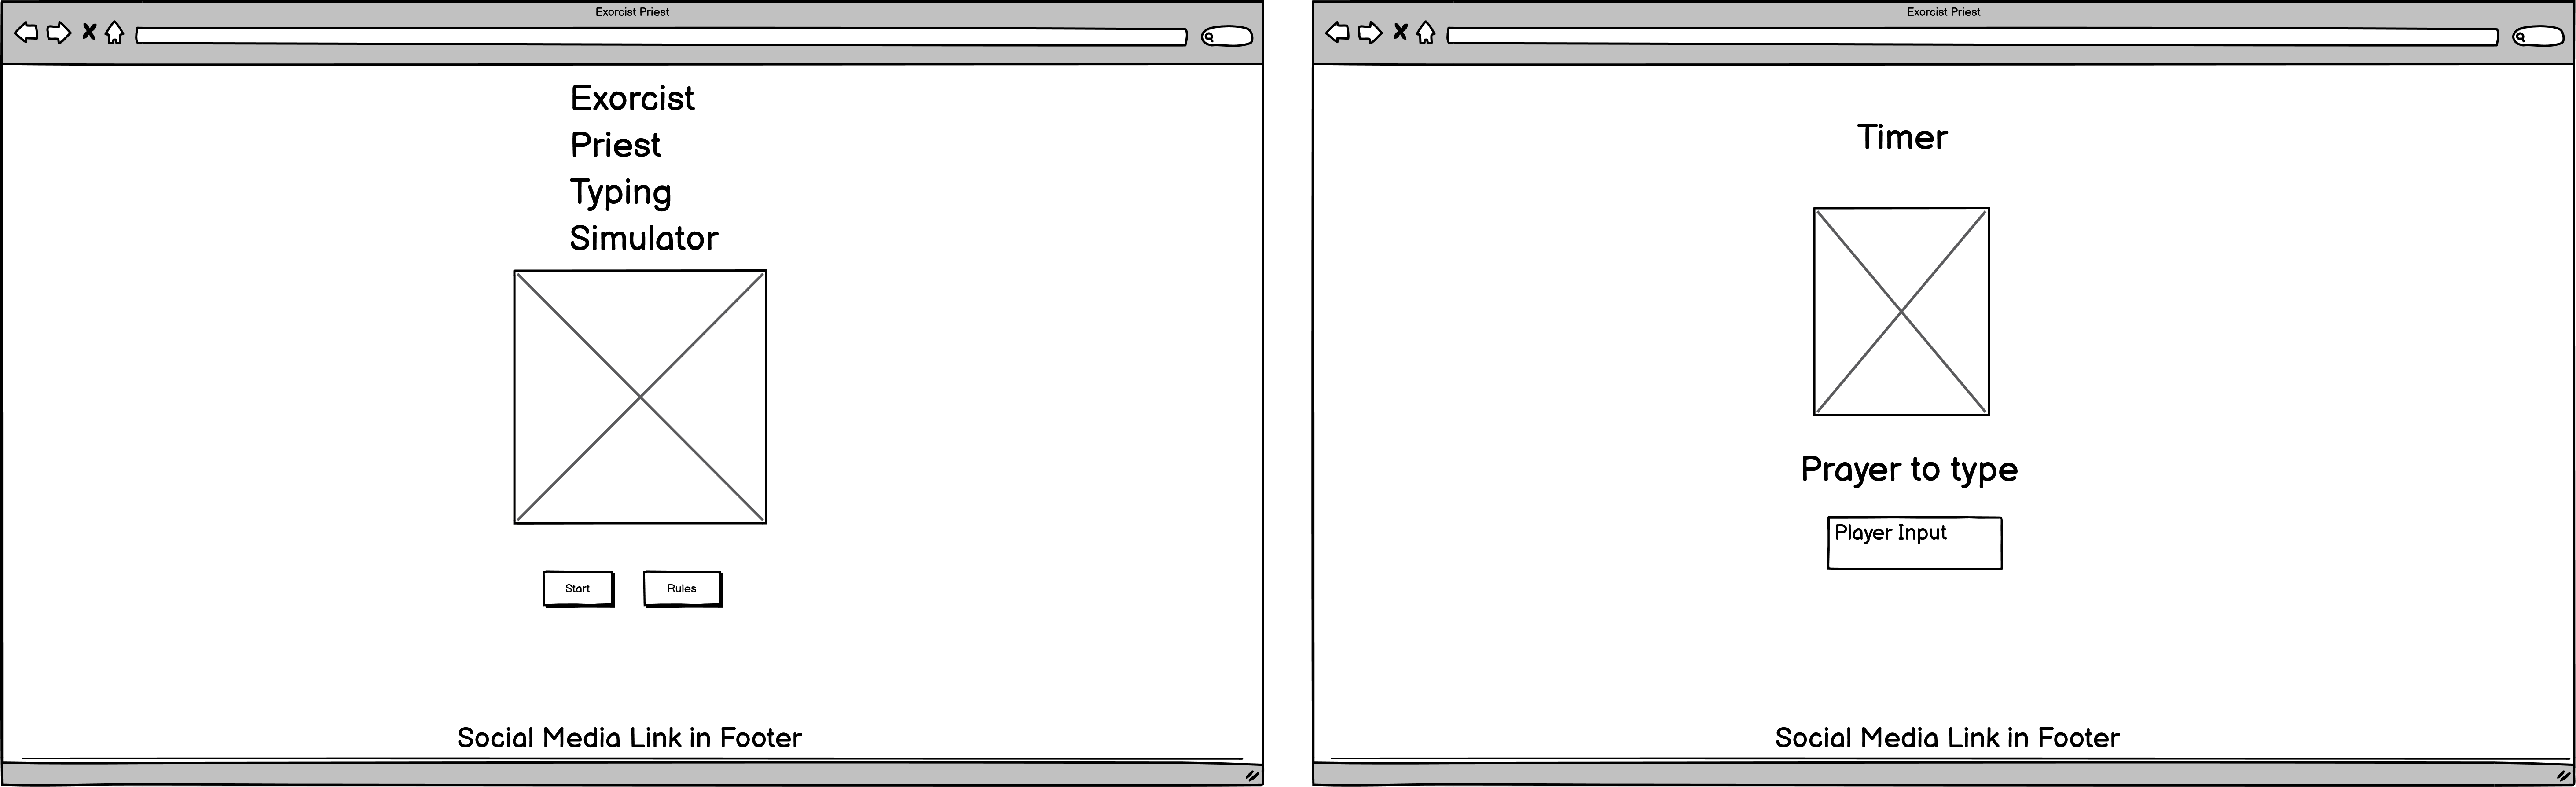 Exorcist Priest
Exorcist
Priest
Typing
Simulator
Start
Rules
Social Media Link in Footer
Exorcist Priest
Timer
Prayer to type
Player Input
Social Media Link in Footer